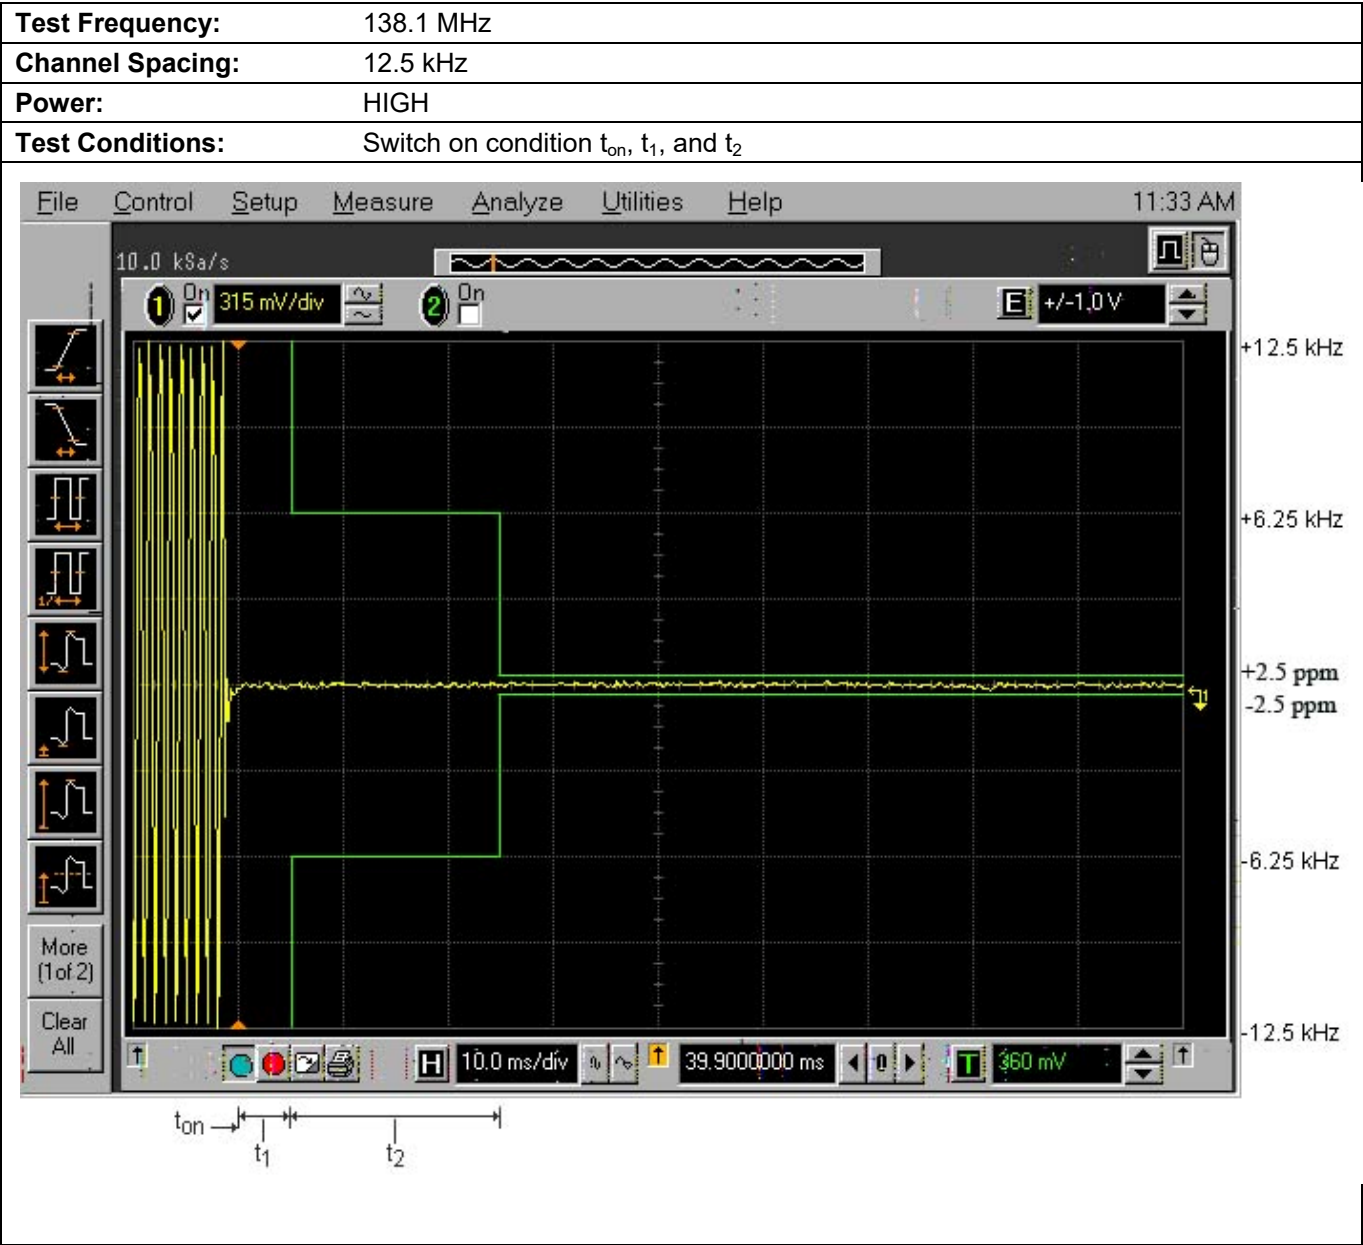 Test Frequency: 138.1 MHz
Channel Spacing: 12.5 kHz
Power: HIGH
Test Conditions: Switch on condition ton, t1, and t2
File Control Setup Measure Analyze Utilities Help 11:33 AM
10.0 kSa/s
1 On 315 mV/div 2 On E +/-1.0 V
+12.5 kHz
+6.25 kHz
+2.5 ppm
-2.5 ppm
-6.25 kHz
-12.5 kHz
1/
More
(1of 2)
Clear
All
H 10.0 ms/div 39.9000000 ms 0 T 360 mV
ton
t1 t2